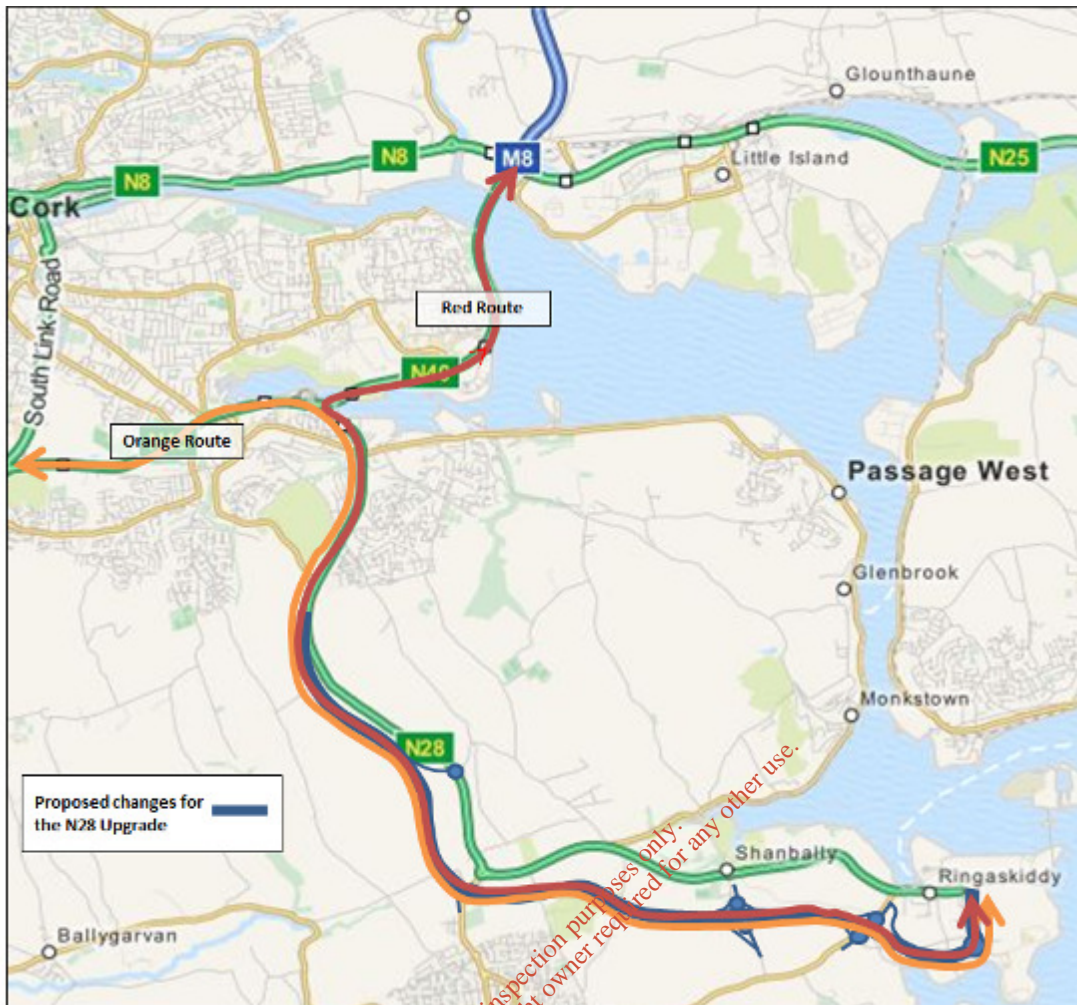 Glounthaune
N8
N8
M8
Little Island
N25
Cork
South Link Road
Red Route
N40
Orange Route
Passage West
Glenbrook
Monkstown
N28
Proposed changes for
the N28 Upgrade
Shanbally
Ringaskiddy
Ballygarvan
inspection purposes only.
owner required for any other use.